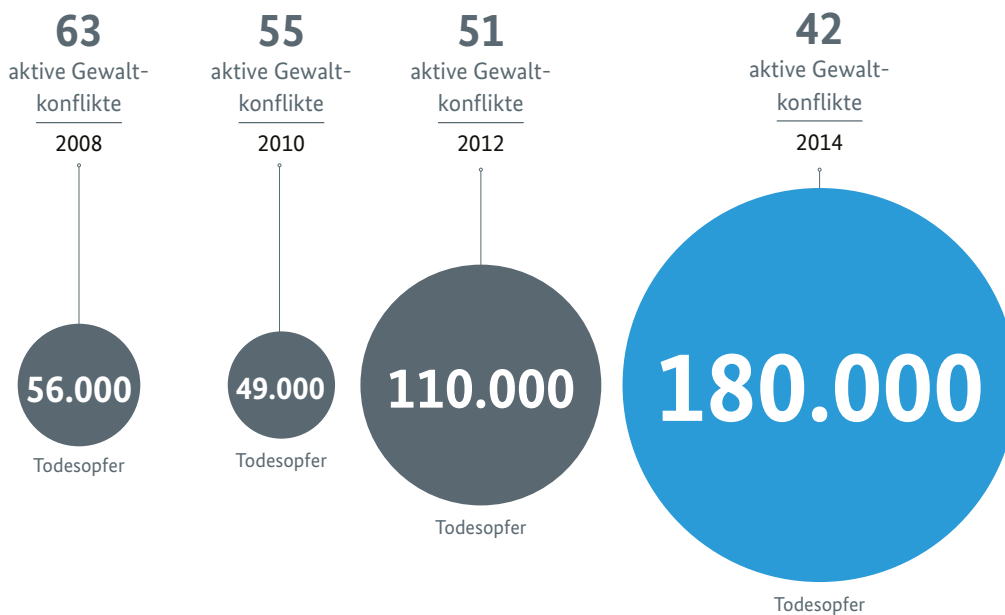 63
aktive Gewalt-
konflikte
2008
56.000
Todesopfer
55
aktive Gewalt-
konflikte
2010
49.000
Todesopfer
51
aktive Gewalt-
konflikte
2012
110.000
Todesopfer
42
aktive Gewalt-
konflikte
2014
180.000
Todesopfer